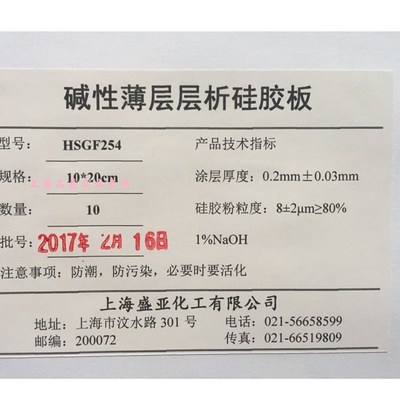 碱性薄层层析硅胶板
型号： HSGF254 产品技术指标
规格： 10*20cm 涂层厚度：0.2mm±0.03mm
数量： 10 硅胶粉粒度：8±2μm≥80%
批号： 2017年 2月 16日 1%NaOH
注意事项：防潮，防污染，必要时要活化
上海盛亚化工有限公司
地址：上海市汶水路 301 号 电话：021-56658599
邮编：200072 传真：021-66519809